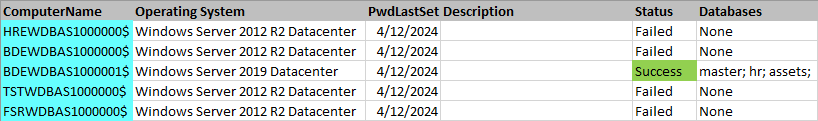 ComputerName Operating System PwdLastSet Description Status Databases
HREWDBAS1000000$ Windows Server 2012 R2 Datacenter 4/12/2024 Failed None
BDEWDBAS1000000$ Windows Server 2012 R2 Datacenter 4/12/2024 Failed None
BDEWDBAS1000001$ Windows Server 2019 Datacenter 4/12/2024 Success master; hr; assets;
TSTWDBAS1000000$ Windows Server 2012 R2 Datacenter 4/12/2024 Failed None
FSRWDBAS1000000$ Windows Server 2012 R2 Datacenter 4/12/2024 Failed None